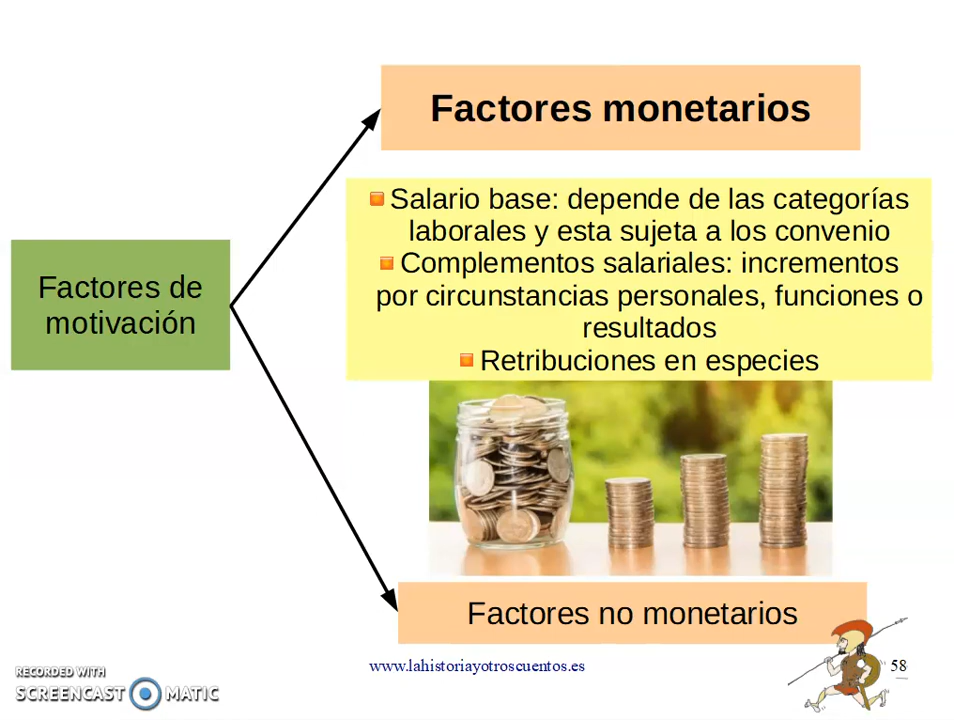 Factores monetarios
Salario base: depende de las categorías
laborales y esta sujeta a los convenio
Complementos salariales: incrementos
por circunstancias personales, funciones o
resultados
Retribuciones en especies
Factores de
motivación
Factores no monetarios
www.lahistoriayotroscuentos.es
58
RECORDED WITH
SCREENCAST MATIC